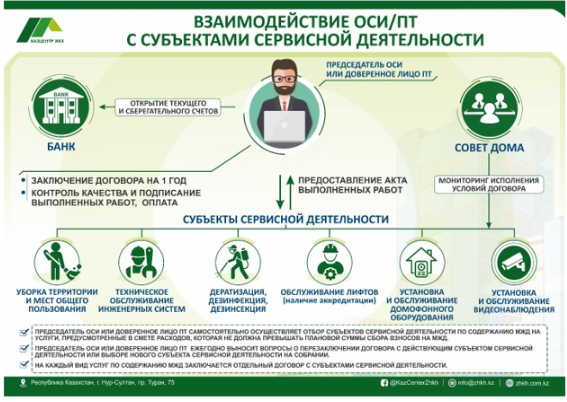 КАЗЦЕНТР ЖКХ
ВЗАИМОДЕЙСТВИЕ ОСИ/ПТ
С СУБЪЕКТАМИ СЕРВИСНОЙ ДЕЯТЕЛЬНОСТИ
ПРЕДСЕДАТЕЛЬ ОСИ
ИЛИ ДОВЕРЕННОЕ ЛИЦО ПТ
БАНК
ОТКРЫТИЕ ТЕКУЩЕГО
И СБЕРЕГАТЕЛЬНОГО СЧЕТОВ
БАНК
СОВЕТ ДОМА
• ЗАКЛЮЧЕНИЕ ДОГОВОРА НА 1 ГОД
• КОНТРОЛЬ КАЧЕСТВА И ПОДПИСАНИЕ
ВЫПОЛНЕННЫХ РАБОТ, ОПЛАТА
ПРЕДОСТАВЛЕНИЕ АКТА
ВЫПОЛНЕННЫХ РАБОТ
МОНИТОРИНГ ИСПОЛНЕНИЯ
УСЛОВИЙ ДОГОВОРА
СУБЪЕКТЫ СЕРВИСНОЙ ДЕЯТЕЛЬНОСТИ
УБОРКА ТЕРРИТОРИИ
И МЕСТ ОБЩЕГО
ПОЛЬЗОВАНИЯ
ТЕХНИЧЕСКОЕ
ОБСЛУЖИВАНИЕ
ИНЖЕНЕРНЫХ СИСТЕМ
ДЕРАТИЗАЦИЯ,
ДЕЗИНФЕКЦИЯ,
ДЕЗИНСЕКЦИЯ
ОБСЛУЖИВАНИЕ ЛИФТОВ
(наличие аккредитации)
УСТАНОВКА
И ОБСЛУЖИВАНИЕ
ДОМОФОННОГО
ОБОРУДОВАНИЯ
УСТАНОВКА
И ОБСЛУЖИВАНИЕ
ВИДЕОНАБЛЮДЕНИЯ
ПРЕДСЕДАТЕЛЬ ОСИ ИЛИ ДОВЕРЕННОЕ ЛИЦО ПТ САМОСТОЯТЕЛЬНО ОСУЩЕСТВЛЯЕТ ОТБОР СУБЪЕКТОВ СЕРВИСНОЙ ДЕЯТЕЛЬНОСТИ ПО СОДЕРЖАНИЮ МЖД НА
УСЛУГИ, ПРЕДУСМОТРЕННЫЕ В СМЕТЕ РАСХОДОВ, КОТОРАЯ НЕ ДОЛЖНА ПРЕВЫШАТЬ ПЛАНОВОЙ СУММЫ СБОРА ВЗНОСОВ НА МЖД.
ПРЕДСЕДАТЕЛЬ ОСИ ИЛИ ДОВЕРЕННОЕ ЛИЦО ПТ ЕЖЕГОДНО ВЫНОСИТ ВОПРОСЫ О ПЕРЕЗАКЛЮЧЕНИИ ДОГОВОРА С ДЕЙСТВУЮЩИМ СУБЪЕКТОМ СЕРВИСНОЙ
ДЕЯТЕЛЬНОСТИ ИЛИ ВЫБОРЕ НОВОГО СУБЪЕКТА СЕРВИСНОЙ ДЕЯТЕЛЬНОСТИ НА СОБРАНИИ.
НА КАЖДЫЙ ВИД УСЛУГ ПО СОДЕРЖАНИЮ МЖД ЗАКЛЮЧАЕТСЯ ОТДЕЛЬНЫЙ ДОГОВОР С СУБЪЕКТАМИ СЕРВИСНОЙ ДЕЯТЕЛЬНОСТИ.
Республика Казахстан, г. Нур-Султан, пр. Туран, 75
@KazCenterZhkh
info@zhkh.kz
zhkh.com.kz